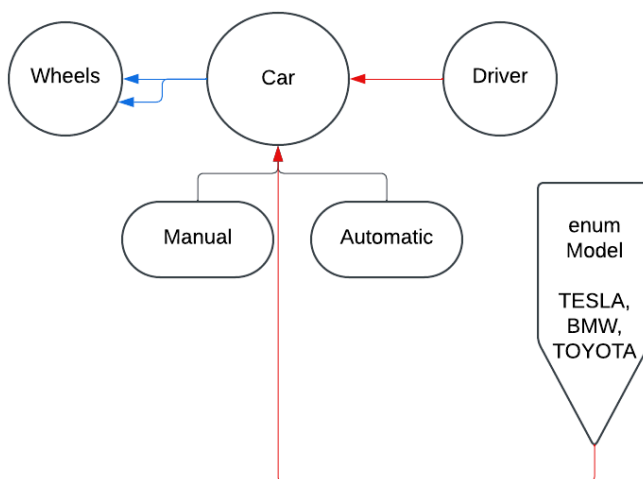 Wheels
Car
Driver
Manual
Automatic
enum
Model
TESLA,
BMW,
TOYOTA